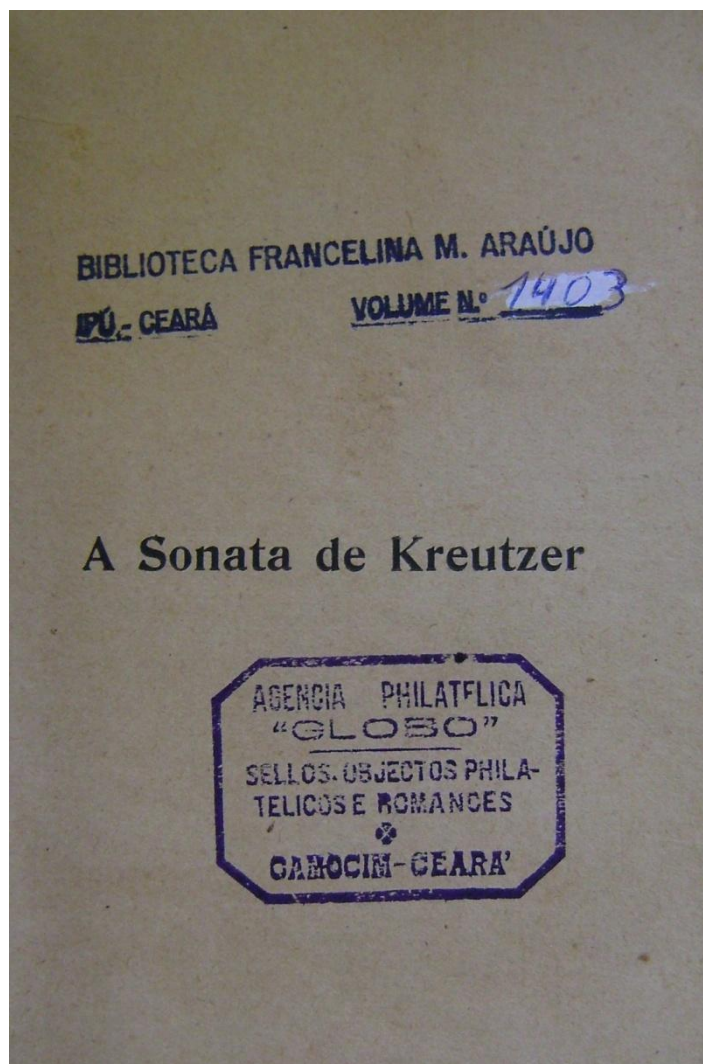 BIBLIOTECA FRANCELINA M. ARAÚJO
IPÚ - CEARÁ VOLUME N.º 1403
A Sonata de Kreutzer
AGENCIA PHILATELICA
"GLOBO"
SELLOS. OBJECTOS PHILA-
TELICOS E ROMANCES
CAMOCIM-CEARA'